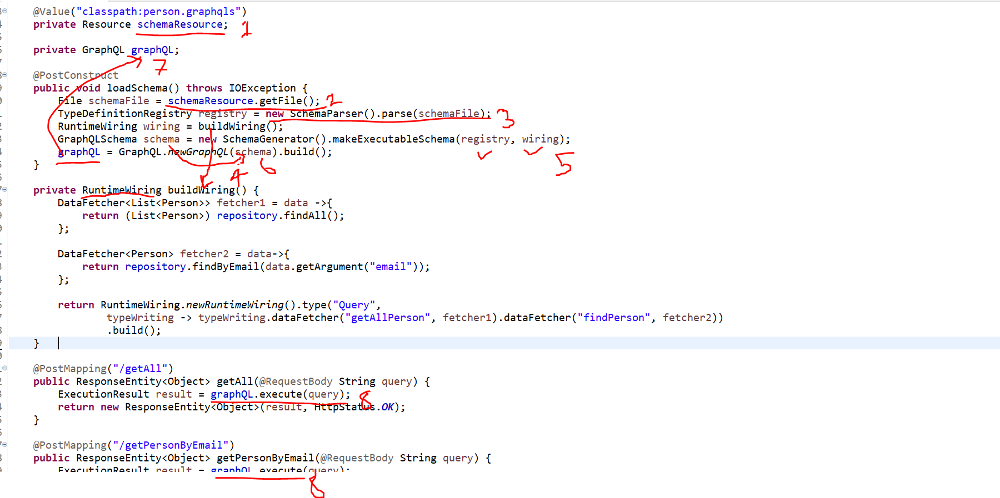 @Value("classpath:person.graphqls")
private Resource schemaResource; 1
private GraphQL graphQL;
7
@PostConstruct
public void loadSchema() throws IOException {
File schemaFile = schemaResource.getFile(); 2
TypeDefinitionRegistry registry = new SchemaParser().parse(schemaFile); 3
RuntimeWiring wiring = buildWiring();
GraphQLSchema schema = new SchemaGenerator().makeExecutableSchema(registry, wiring);
graphQL = GraphQL.newGraphQL(schema).build();
4 6 5
}
private RuntimeWiring buildWiring() {
DataFetcher<List<Person>> fetcher1 = data ->{
return (List<Person>) repository.findAll();
};
DataFetcher<Person> fetcher2 = data->{
return repository.findByEmail(data.getArgument("email"));
};
return RuntimeWiring.newRuntimeWiring().type("Query",
typeWriting -> typeWriting.dataFetcher("getAllPerson", fetcher1).dataFetcher("findPerson", fetcher2))
.build();
}
@PostMapping("/getAll")
public ResponseEntity<Object> getAll(@RequestBody String query) {
ExecutionResult result = graphQL.execute(query); 8
return new ResponseEntity<Object>(result, HttpStatus.OK);
}
@PostMapping("/getPersonByEmail")
public ResponseEntity<Object> getPersonByEmail(@RequestBody String query) {
ExecutionResult result = graphQL.execute(query);
8